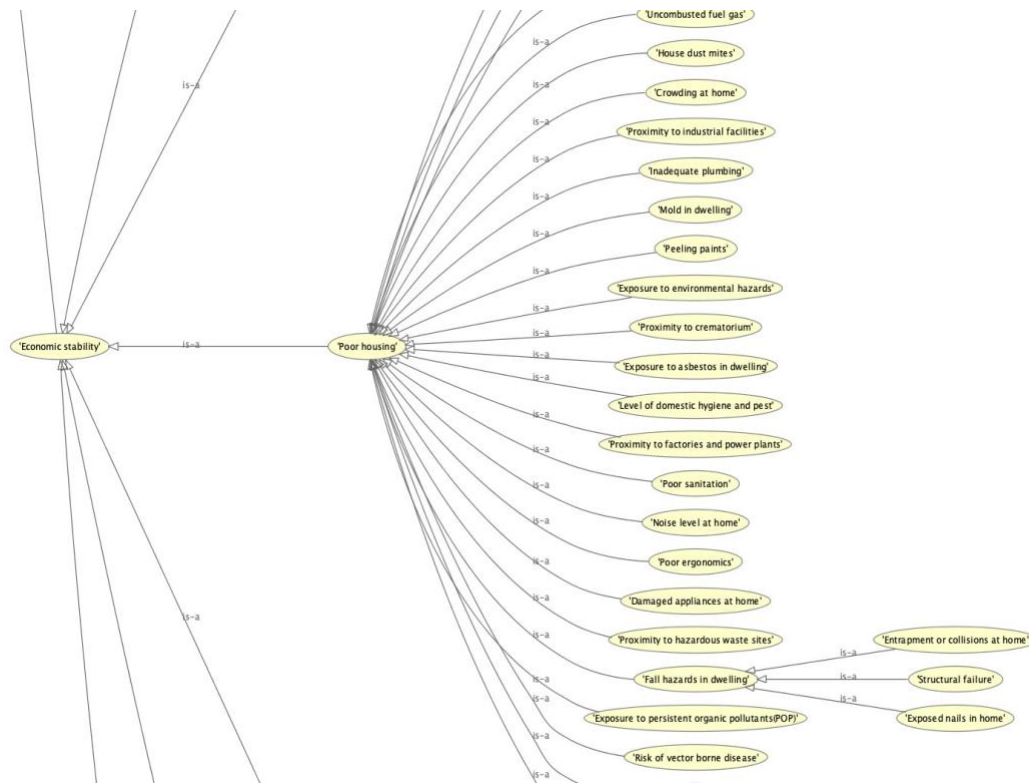 'Uncombusted fuel gas'
is-a
'House dust mites'
is-a
is-a
'Crowding at home'
is-a
'Proximity to industrial facilities'
is-a
'Inadequate plumbing'
is-a
'Mold in dwelling'
is-a
'Peeling paints'
is-a
'Exposure to environmental hazards'
is-a
'Proximity to crematorium'
is-a
'Economic stability'
is-a
'Poor housing'
is-a
'Exposure to asbestos in dwelling'
is-a
'Level of domestic hygiene and pest'
is-a
'Proximity to factories and power plants'
is-a
'Poor sanitation'
is-a
'Noise level at home'
is-a
'Poor ergonomics'
is-a
'Damaged appliances at home'
is-a
is-a
'Proximity to hazardous waste sites'
is-a
'Entrapment or collisions at home'
is-a
'Fall hazards in dwelling'
is-a
'Structural failure'
is-a
is-a
'Exposed nails in home'
'Exposure to persistent organic pollutants(POP)'
is-a
'Risk of vector borne disease'
is-a
is-a